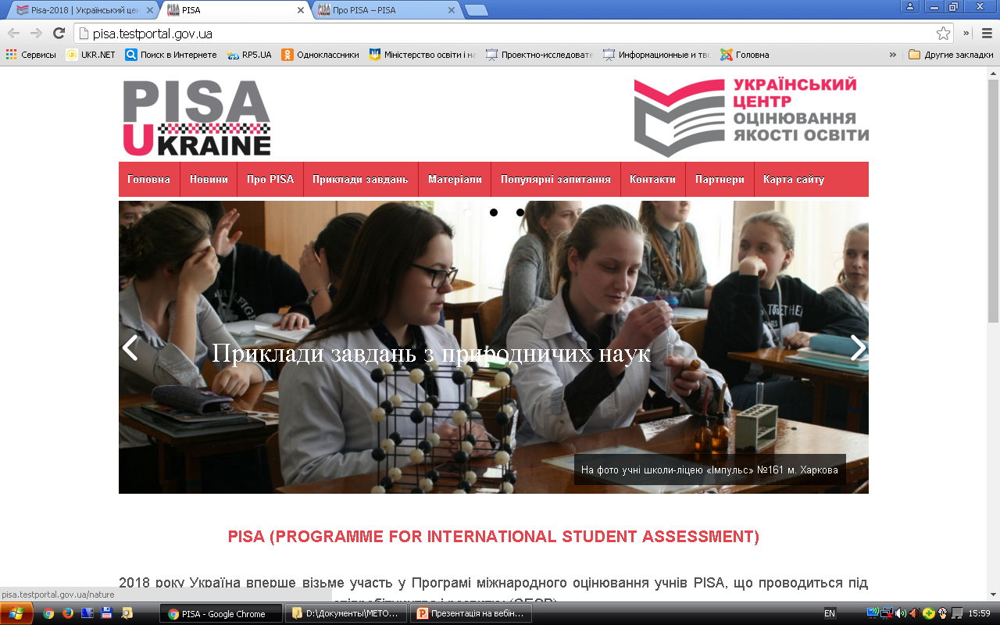 Pisa-2018 | Український цен
PISA
Про PISA – PISA
pisa.testportal.gov.ua
Сервисы
UKR.NET
Поиск в Интернете
RP5.UA
Одноклассники
Міністерство освіти і на
Проектно-исследовате
Информационные и тво
Головна
Другие закладки
PISA
UKRAINE
УКРАЇНСЬКИЙ
ЦЕНТР
ОЦІНЮВАННЯ
ЯКОСТІ ОСВІТИ
Головна
Новини
Про PISA
Приклади завдань
Матеріали
Популярні запитання
Контакти
Партнери
Карта сайту
Приклади завдань з природничих наук
На фото учні школи-ліцею «Імпульс» №161 м. Харкова
PISA (PROGRAMME FOR INTERNATIONAL STUDENT ASSESSMENT)
2018 року Україна вперше візьме участь у Програмі міжнародного оцінювання учнів PISA, що проводиться під
pisa.testportal.gov.ua/nature
PISA - Google Chrome
D:\Документы\МЕТО...
Презентація на вебін...
EN
15:59